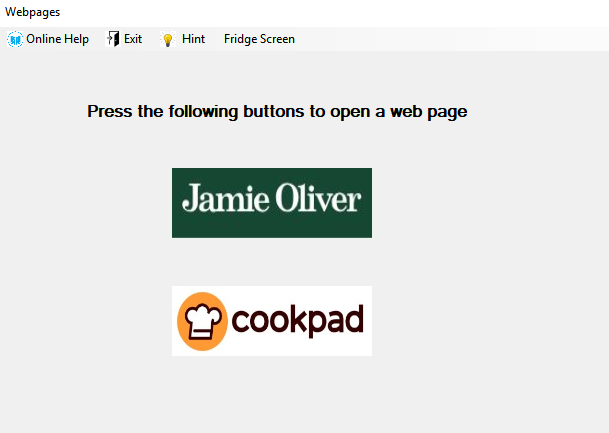 Webpages
Online Help Exit Hint Fridge Screen
Press the following buttons to open a web page
Jamie Oliver
cookpad